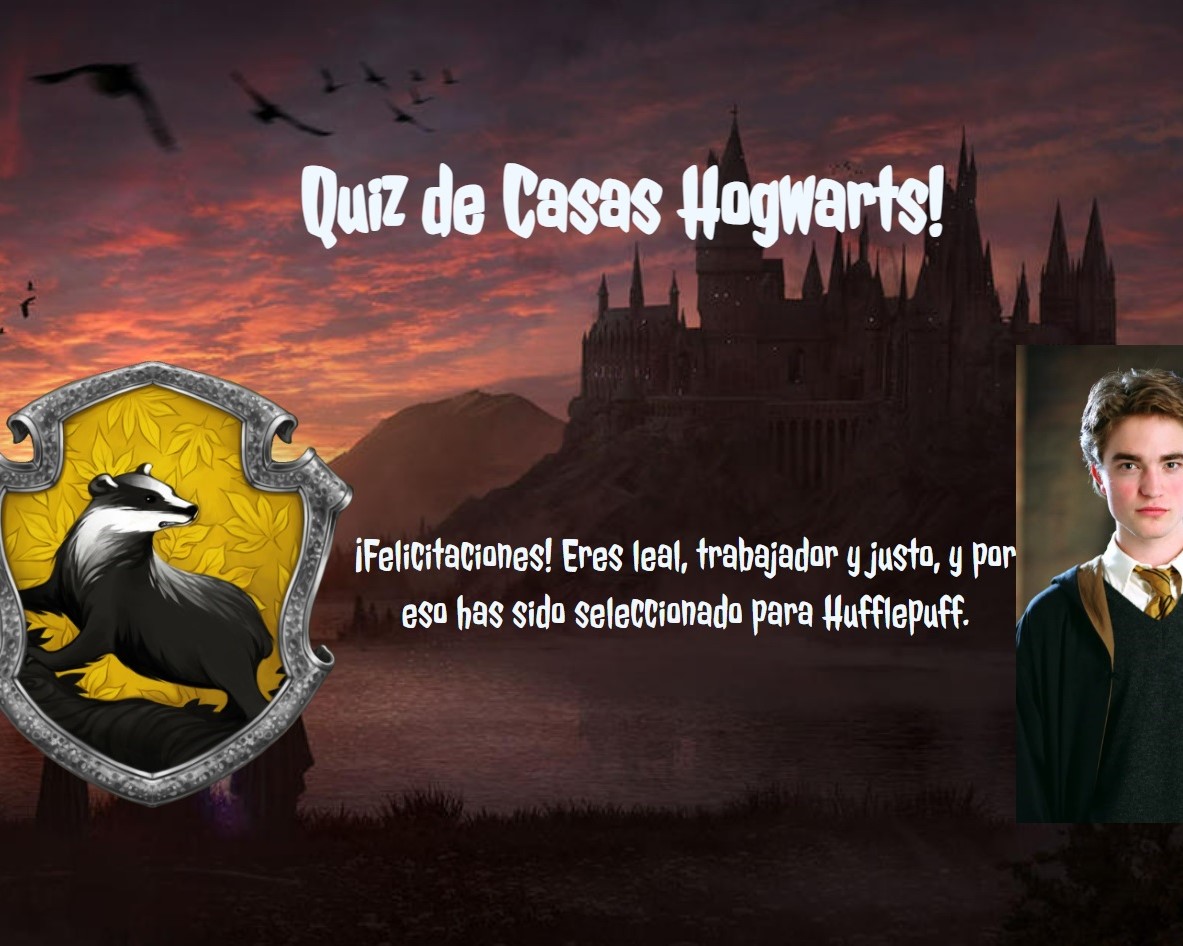 Quiz de Casas Hogwarts!
¡Felicitaciones! Eres leal, trabajador y justo, y por
eso has sido seleccionado para Hufflepuff.